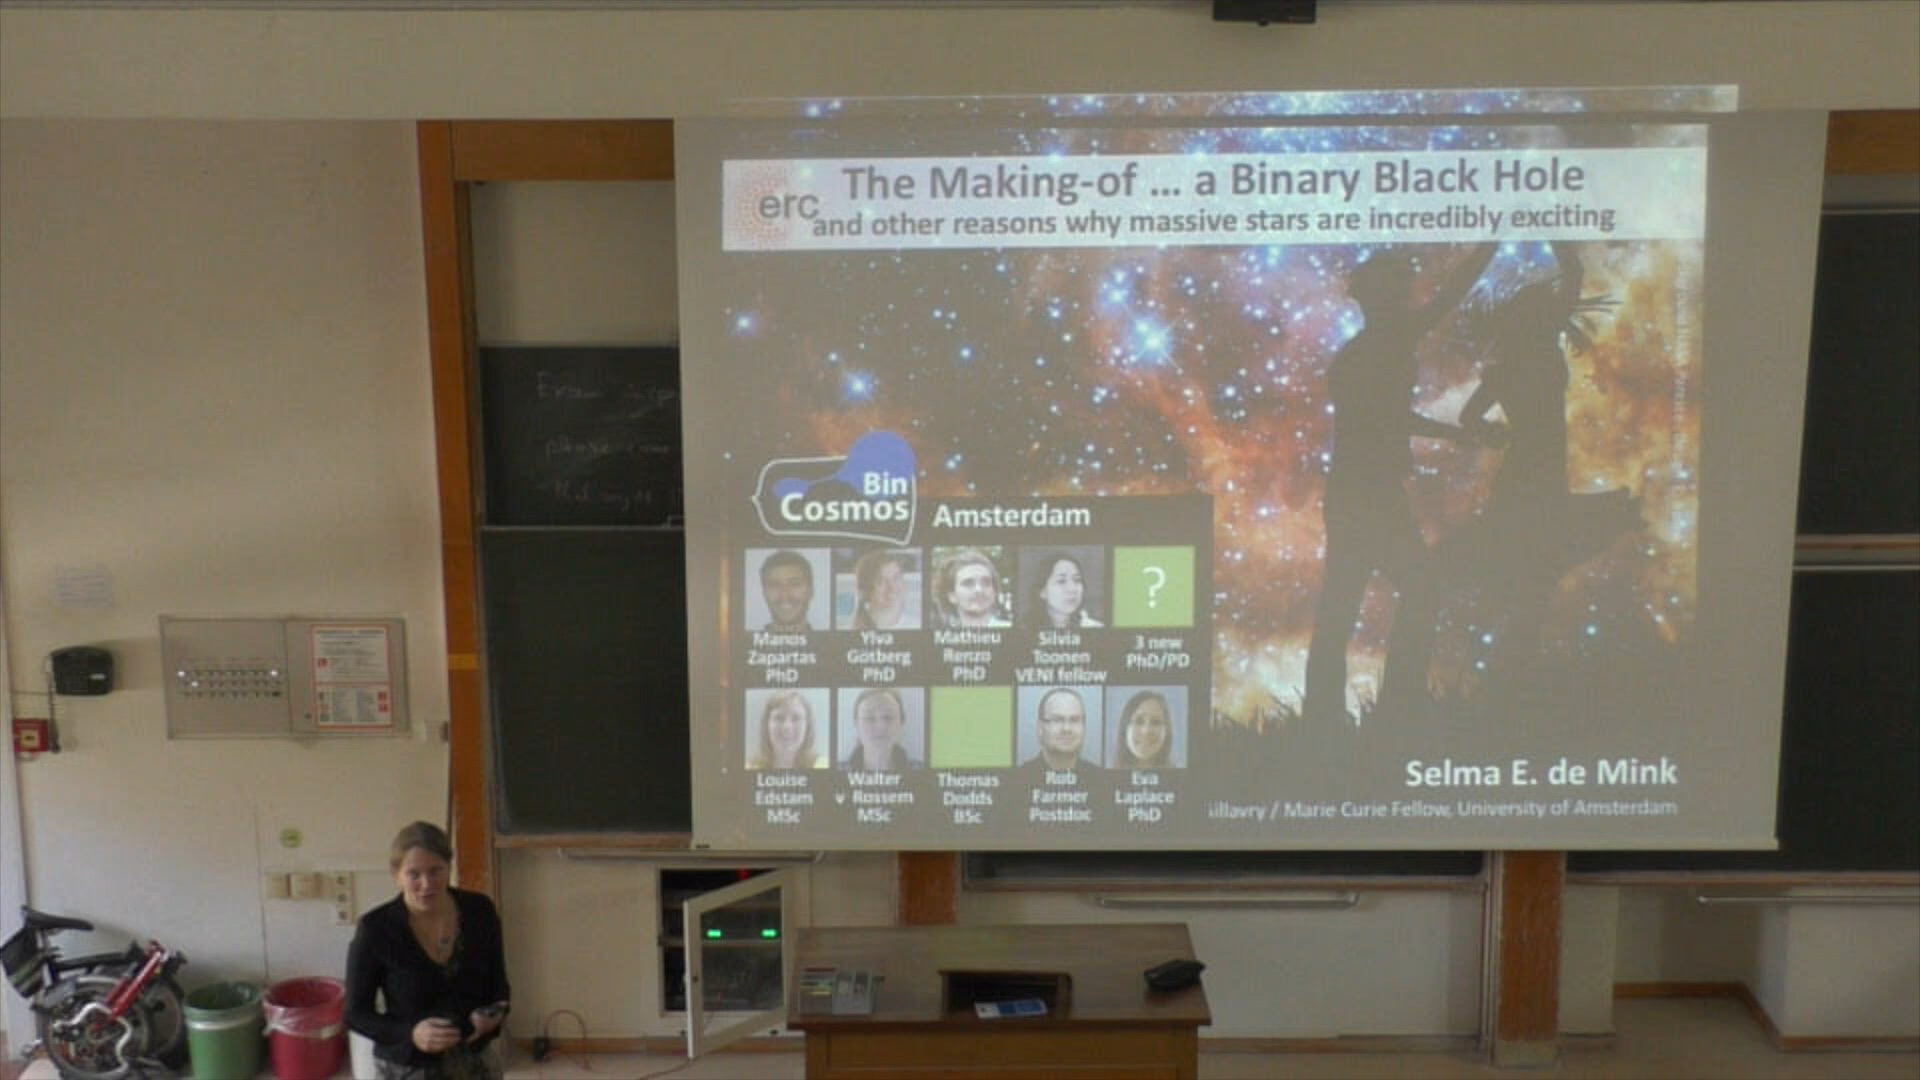 The Making-of ... a Binary Black Hole
erc
and other reasons why massive stars are incredibly exciting
Bin
Cosmos
Amsterdam
?
Manos
Zapartas
PhD
Ylva
Götberg
PhD
Mathieu
Renzo
PhD
Silvia
Toonen
VENI fellow
3 new
PhD/PD
Louise
Edstam
MSc
Walter
v Rossem
MSc
Thomas
Dodds
BSc
Rob
Farmer
Postdoc
Eva
Laplace
PhD
Selma E. de Mink
/ Marie Curie Fellow, University of Amsterdam